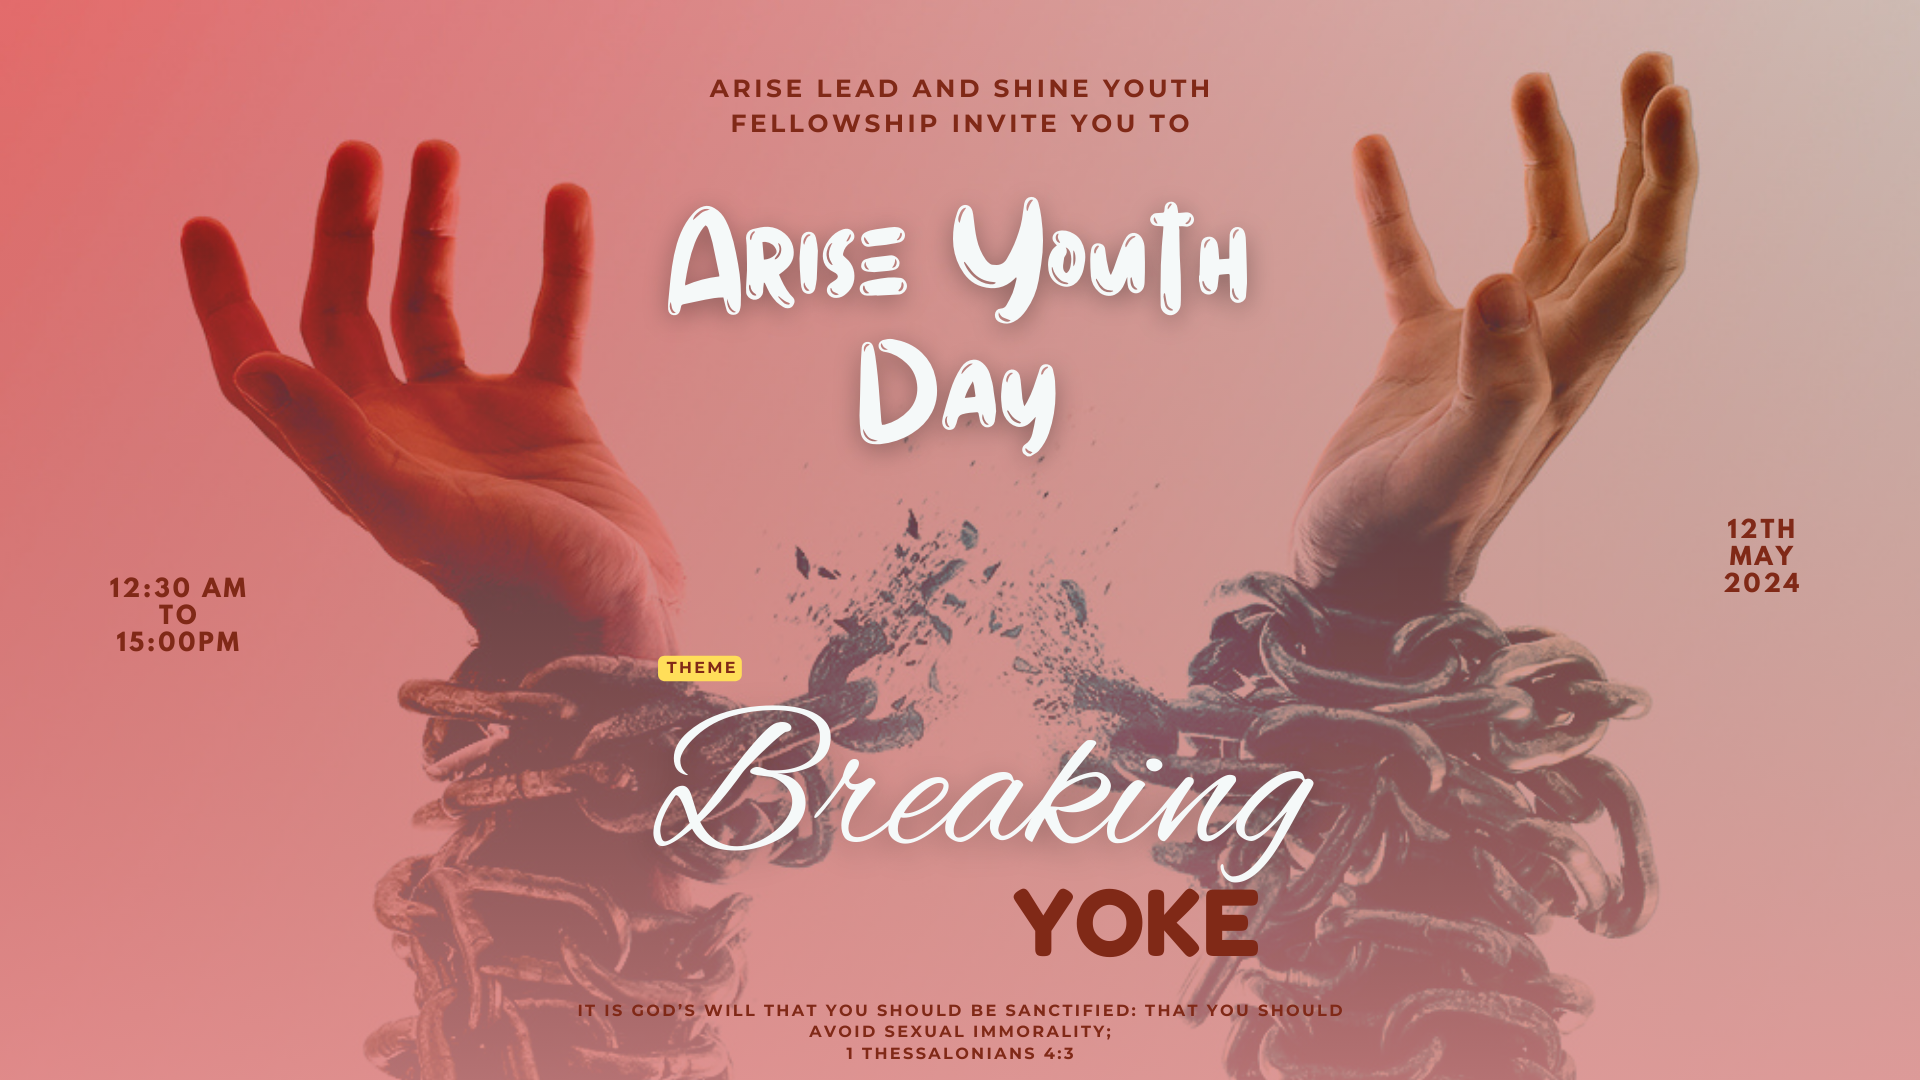 ARISE LEAD AND SHINE YOUTH
FELLOWSHIP INVITE YOU TO
ARISE YOUTH
DAY
12:30 AM
TO
15:00PM
12TH
MAY
2024
THEME
Breaking
YOKE
IT IS GOD'S WILL THAT YOU SHOULD BE SANCTIFIED: THAT YOU SHOULD
AVOID SEXUAL IMMORALITY;
1 THESSALONIANS 4:3